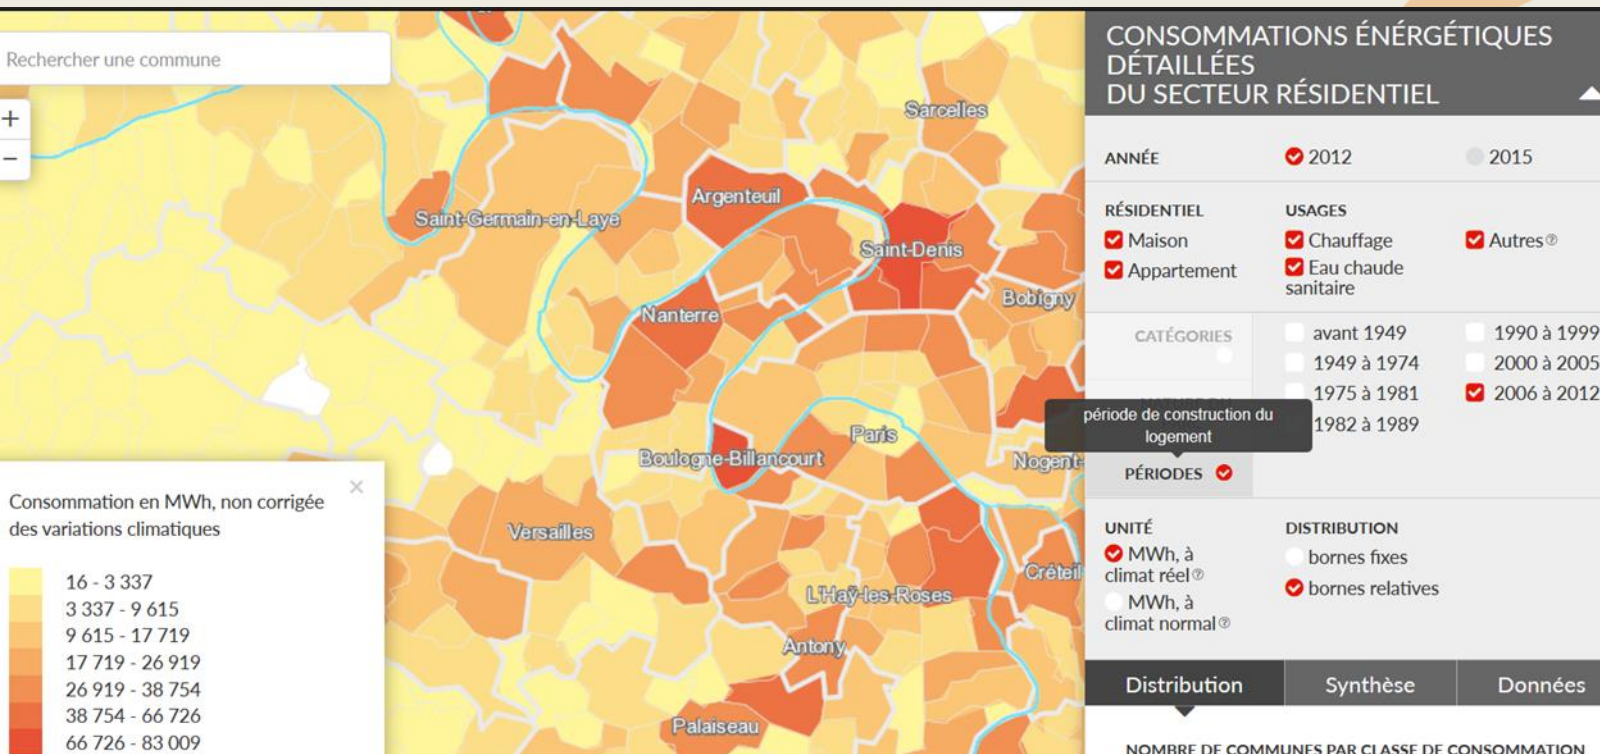 Rechercher une commune
+
−
Sarcelles
Argenteuil
Saint-Germain-en-Laye
Saint-Denis
Bobigny
Nanterre
Paris
Boulogne-Billancourt
Nogent-
Versailles
Créteil
L'Haÿ-les-Roses
Antony
Palaiseau
Consommation en MWh, non corrigée
des variations climatiques
×
16 - 3 337
3 337 - 9 615
9 615 - 17 719
17 719 - 26 919
26 919 - 38 754
38 754 - 66 726
66 726 - 83 009
CONSOMMATIONS ÉNÉRGÉTIQUES
DÉTAILLÉES
DU SECTEUR RÉSIDENTIEL
ANNÉE
2012
2015
RÉSIDENTIEL
Maison
Appartement
USAGES
Chauffage
Eau chaude
sanitaire
Autres ?
CATÉGORIES
avant 1949
1949 à 1974
1975 à 1981
1982 à 1989
1990 à 1999
2000 à 2005
2006 à 2012
période de construction du
logement
PÉRIODES
UNITÉ
MWh, à
climat réel ?
MWh, à
climat normal ?
DISTRIBUTION
bornes fixes
bornes relatives
Distribution
Synthèse
Données
NOMBRE DE COMMUNES PAR CLASSE DE CONSOMMATION